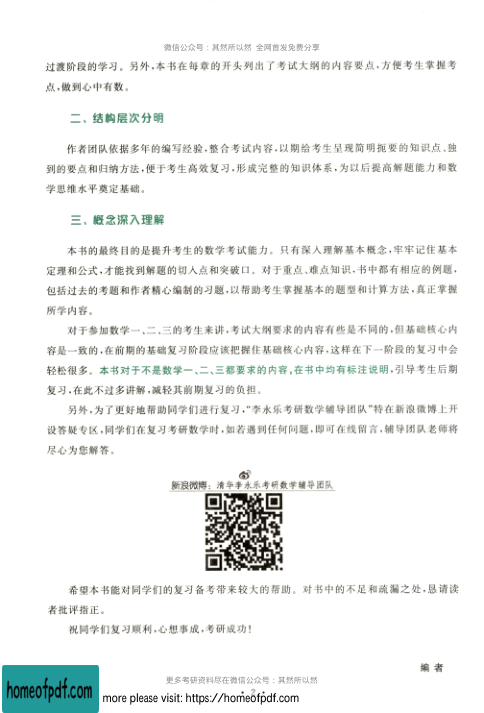 微信公众号：其然所以然 全网首发免费分享
过渡阶段的学习。另外,本书在每章的开头列出了考试大纲的内容要点,方便考生掌握考
点,做到心中有数。
二、结构层次分明
作者团队依据多年的编写经验,整合考试内容,以期给考生呈现简明扼要的知识点、独
到的要点和归纳方法,便于考生高效复习,形成完整的知识体系,为以后提高解题能力和数
学思维水平奠定基础。
三、概念深入理解
本书的最终目的是提升考生的数学考试能力。只有深入理解基本概念,牢牢记住基本
定理和公式,才能找到解题的切入点和突破口。对于重点、难点知识,书中都有相应的例题,
包括过去的考题和作者精心编制的习题,以帮助考生掌握基本的题型和计算方法,真正掌握
所学内容。
对于参加数学一、二、三的考生来讲,考试大纲要求的内容有些是不同的,但基础核心内
容是一致的,在前期的基础复习阶段应该把握住基础核心内容,这样在下一阶段的复习中会
轻松很多。本书对于不是数学一、二、三都要求的内容,在书中均有标注说明,引导考生后期
复习,在此不过多讲解,减轻其前期复习的负担。
另外,为了更好地帮助同学们进行复习,“李永乐考研数学辅导团队”特在新浪微博上开
设答疑专区,同学们在复习考研数学时,如若遇到任何问题,即可在线留言,辅导团队老师将
尽心为您解答。
新浪微博：清华李永乐考研数学辅导团队
希望本书能对同学们的复习备考带来较大的帮助。对书中的不足和疏漏之处,恳请读
者批评指正。
祝同学们复习顺利,心想事成,考研成功!
编 者
更多考研资料尽在微信公众号：其然所以然
homeofpdf.com
more please visit: https://homeofpdf.com